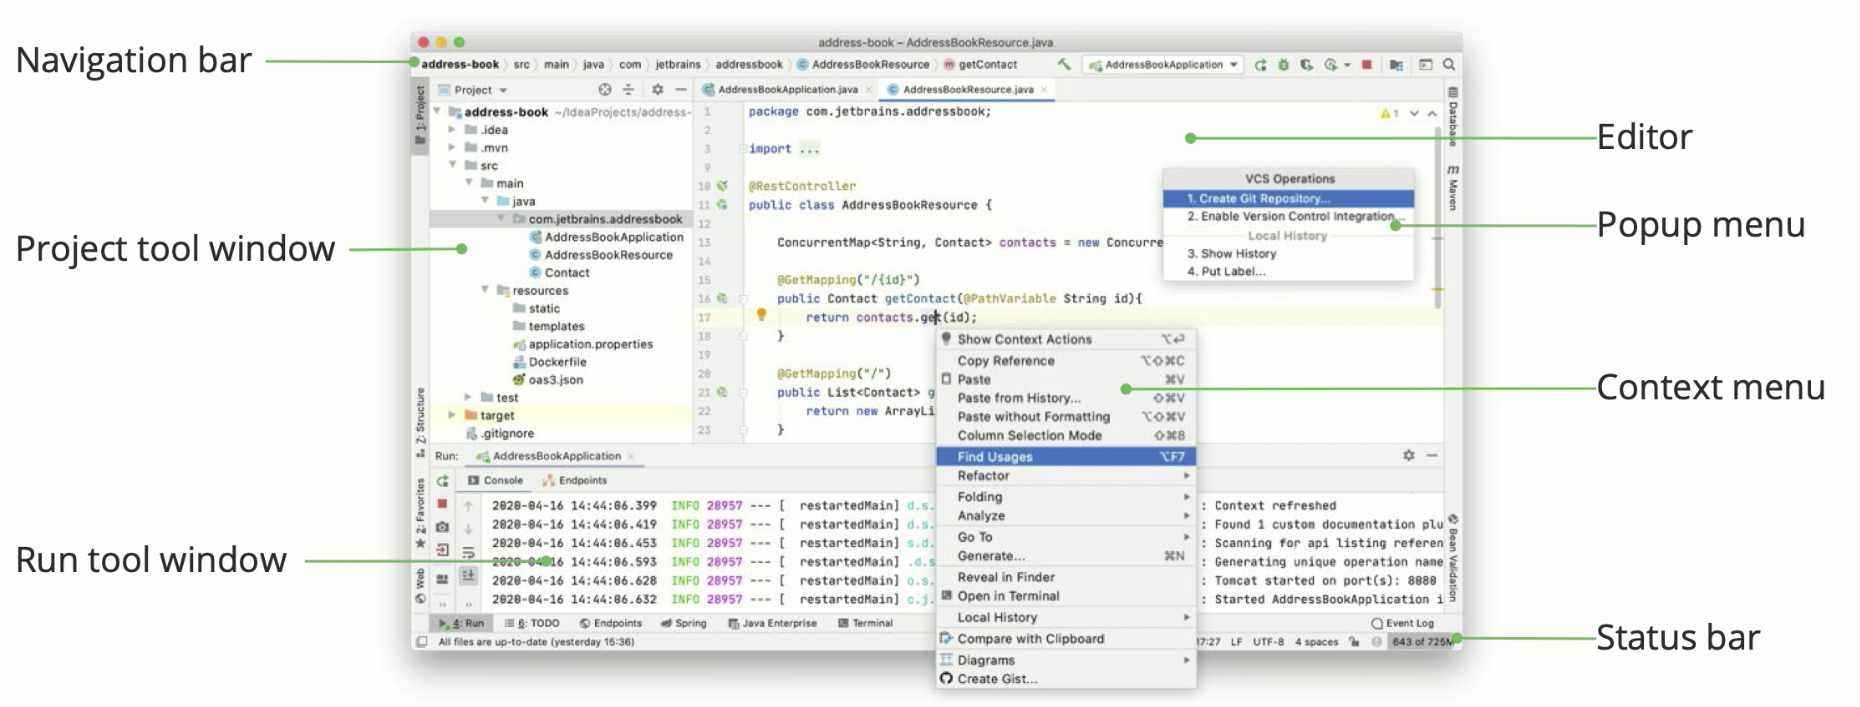 Navigation bar
Project tool window
Run tool window
Editor
Popup menu
Context menu
Status bar
address-book – AddressBookResource.java
address-book src main java com jetbrains addressbook AddressBookResource getContact AddressBookApplication
1: Project
Z: Structure
2: Favorites
Web
Project
address-book ~/IdeaProjects/address-
.idea
.mvn
src
main
java
com.jetbrains.addressbook
AddressBookApplication
AddressBookResource
Contact
resources
static
templates
application.properties
Dockerfile
oas3.json
test
target
.gitignore
AddressBookApplication.java AddressBookResource.java
1 package com.jetbrains.addressbook;
2
3 import ...
9
10 @RestController
11 public class AddressBookResource {
12
13 ConcurrentMap<String, Contact> contacts = new Concurre
14
15 @GetMapping("/{id}")
16 public Contact getContact(@PathVariable String id){
17 return contacts.get(id);
18 }
19
20 @GetMapping("/")
21 public List<Contact> g
22 return new ArrayLi
23 }
1
Database
m Maven
Bean Validation
VCS Operations
1. Create Git Repository...
2. Enable Version Control Integration...
Local History
3. Show History
4. Put Label...
Show Context Actions ⌥⏎
Copy Reference ⌥⇧⌘C
Paste ⌘V
Paste from History... ⇧⌘V
Paste without Formatting ⌥⇧⌘V
Column Selection Mode ⇧⌘8
Find Usages ⌥F7
Refactor
Folding
Analyze
Go To
Generate... ⌘N
Reveal in Finder
Open in Terminal
Local History
Compare with Clipboard
Diagrams
Create Gist...
Run: AddressBookApplication
Console Endpoints
2020-04-16 14:44:06.399 INFO 28957 --- [ restartedMain] d.s. : Context refreshed
2020-04-16 14:44:06.419 INFO 28957 --- [ restartedMain] d.s. : Found 1 custom documentation plu
2020-04-16 14:44:06.453 INFO 28957 --- [ restartedMain] s.d. : Scanning for api listing referen
2020-04-16 14:44:06.593 INFO 28957 --- [ restartedMain] .d.s : Generating unique operation name
2020-04-16 14:44:06.628 INFO 28957 --- [ restartedMain] o.s. : Tomcat started on port(s): 8080
2020-04-16 14:44:06.632 INFO 28957 --- [ restartedMain] c.j. : Started AddressBookApplication i
4: Run 6: TODO Endpoints Spring Java Enterprise Terminal Event Log
All files are up-to-date (yesterday 15:36) 17:27 LF UTF-8 4 spaces 643 of 725M